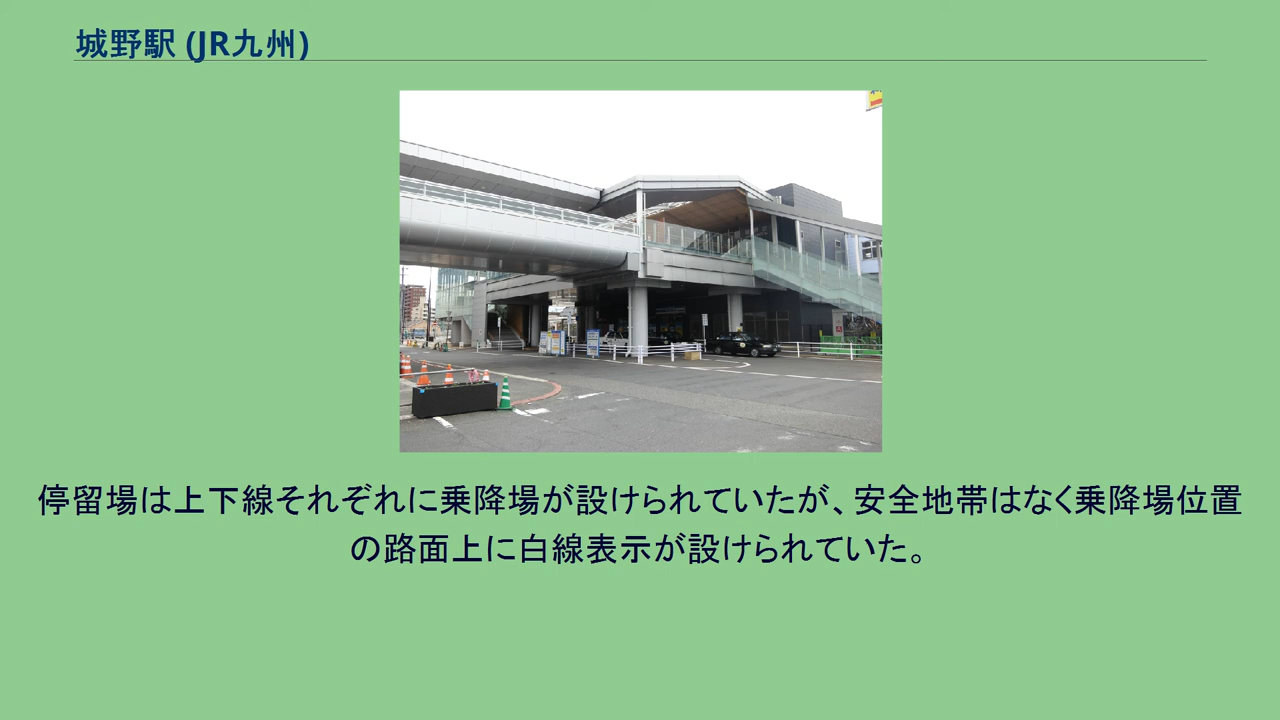 城野駅 (JR九州)
停留場は上下線それぞれに乗降場が設けられていたが、安全地帯はなく乗降場位置
の路面上に白線表示が設けられていた。